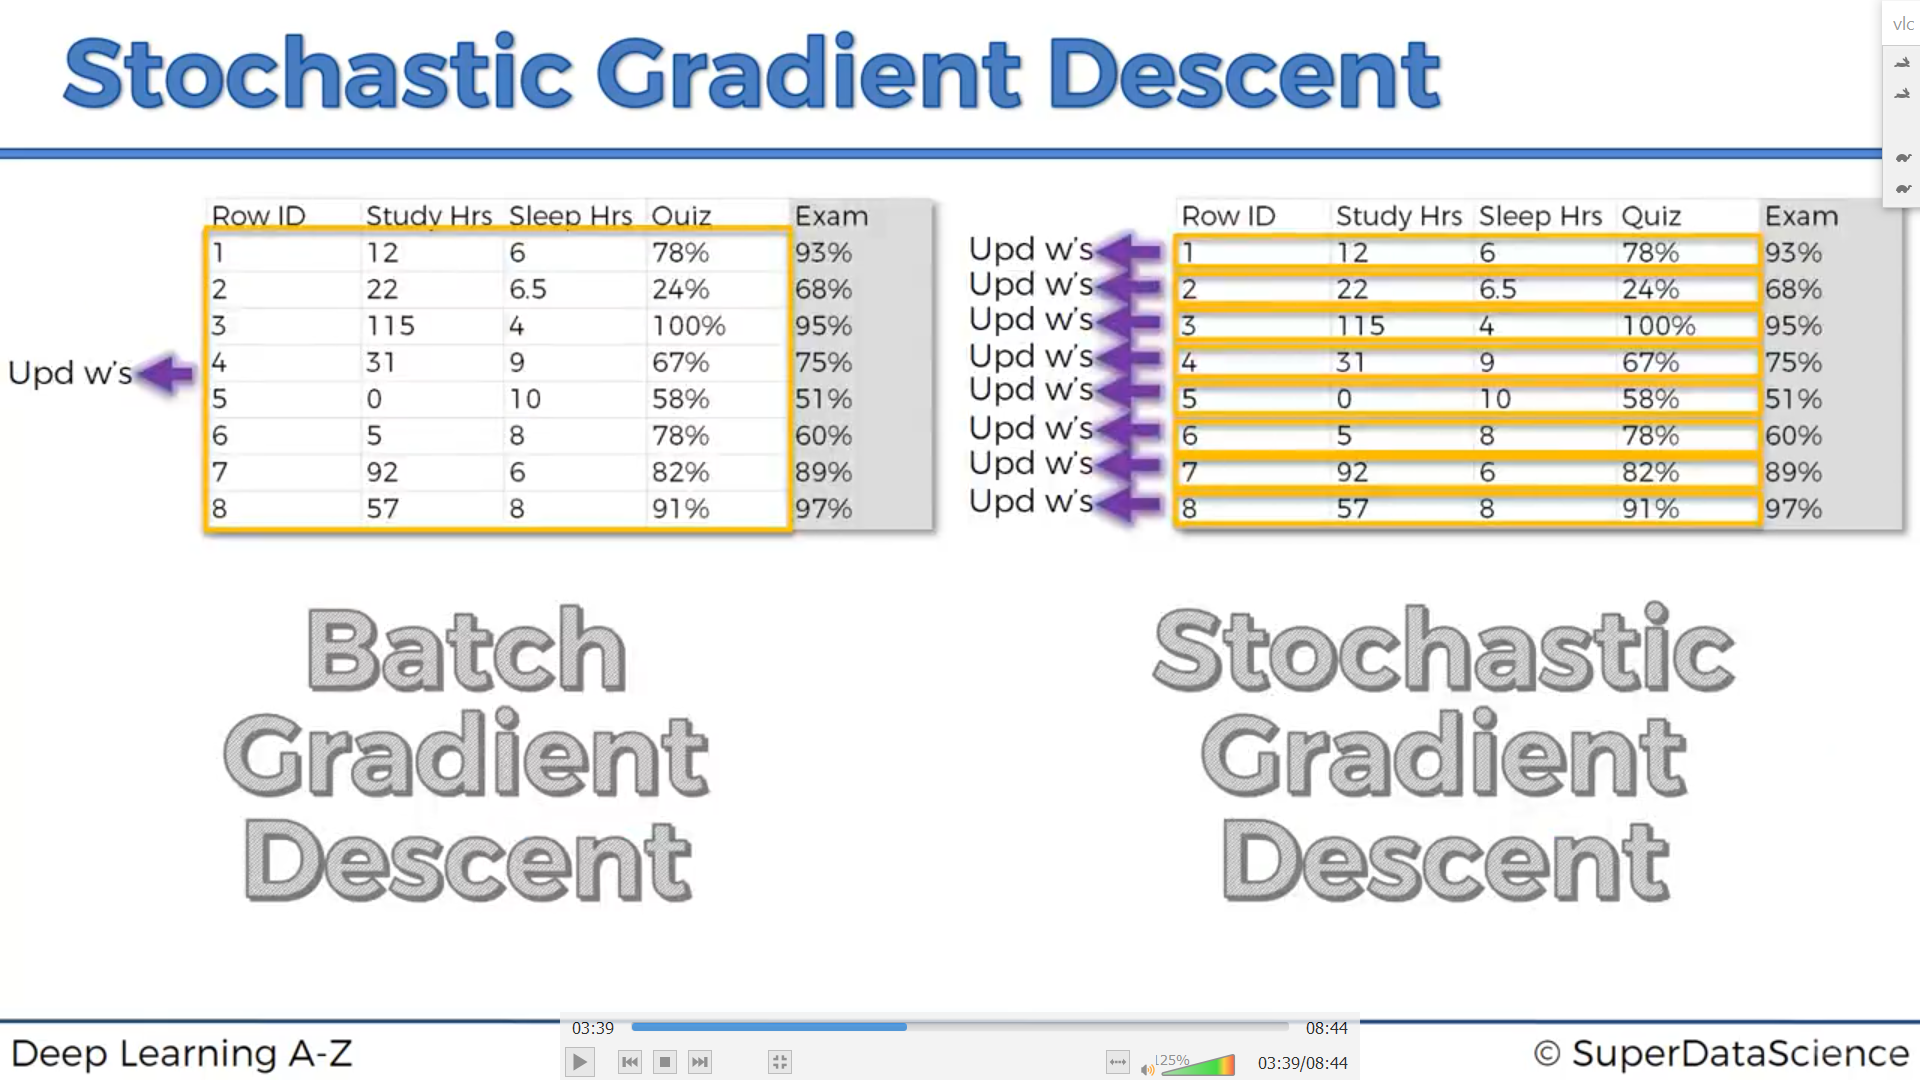 Stochastic Gradient Descent
vlc
Row ID Study Hrs Sleep Hrs Quiz Exam
1 12 6 78% 93%
2 22 6.5 24% 68%
3 115 4 100% 95%
4 31 9 67% 75%
5 0 10 58% 51%
6 5 8 78% 60%
7 92 6 82% 89%
8 57 8 91% 97%
Upd w's
Row ID Study Hrs Sleep Hrs Quiz Exam
Upd w's 1 12 6 78% 93%
Upd w's 2 22 6.5 24% 68%
Upd w's 3 115 4 100% 95%
Upd w's 4 31 9 67% 75%
Upd w's 5 0 10 58% 51%
Upd w's 6 5 8 78% 60%
Upd w's 7 92 6 82% 89%
Upd w's 8 57 8 91% 97%
Batch
Gradient
Descent
Stochastic
Gradient
Descent
03:39 08:44
125% 03:39/08:44
Deep Learning A-Z
© SuperDataScience